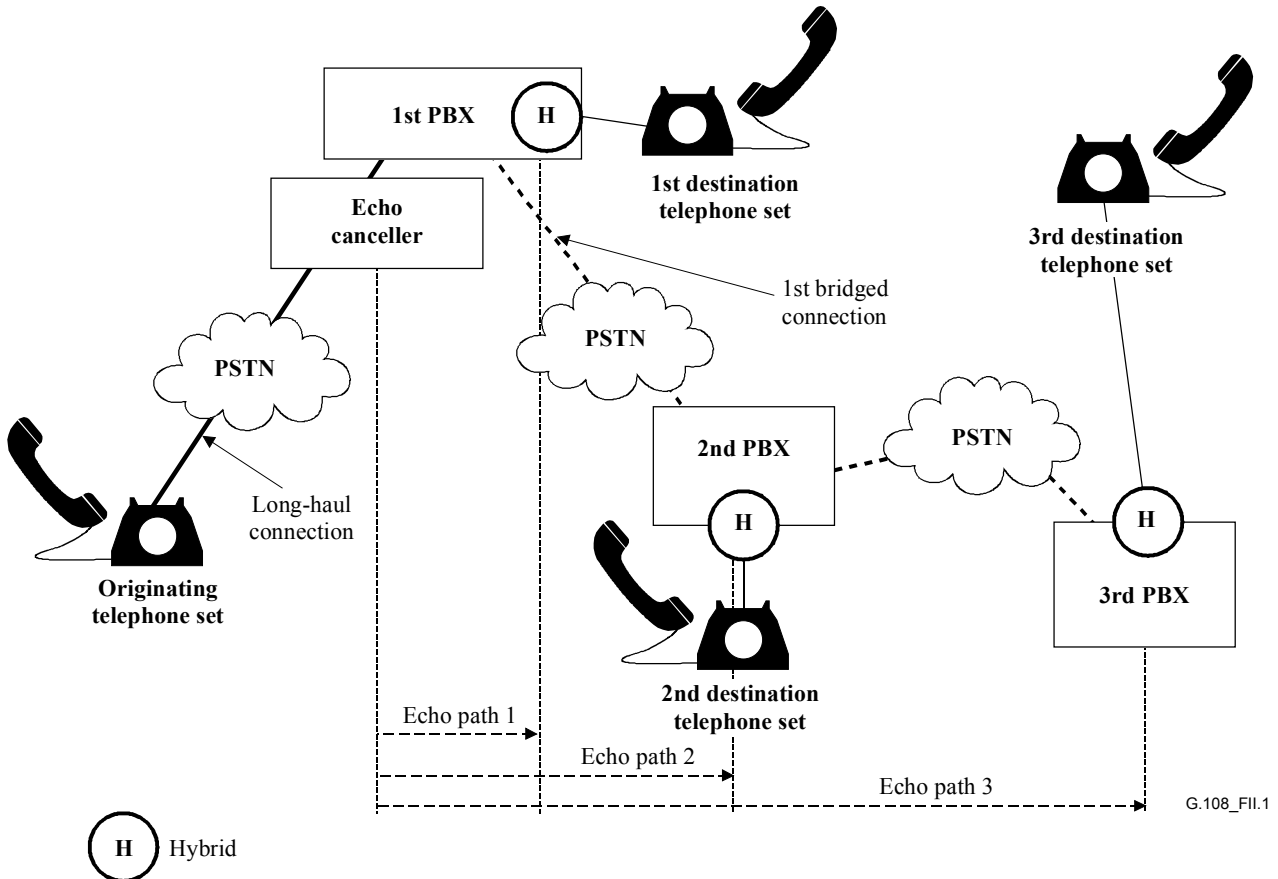 1st PBX
H
1st destination
telephone set
Echo
canceller
3rd destination
telephone set
1st bridged
connection
PSTN
PSTN
PSTN
2nd PBX
H
Long-haul
connection
H
3rd PBX
Originating
telephone set
2nd destination
telephone set
Echo path 1
Echo path 2
Echo path 3
G.108_FII.1
H Hybrid